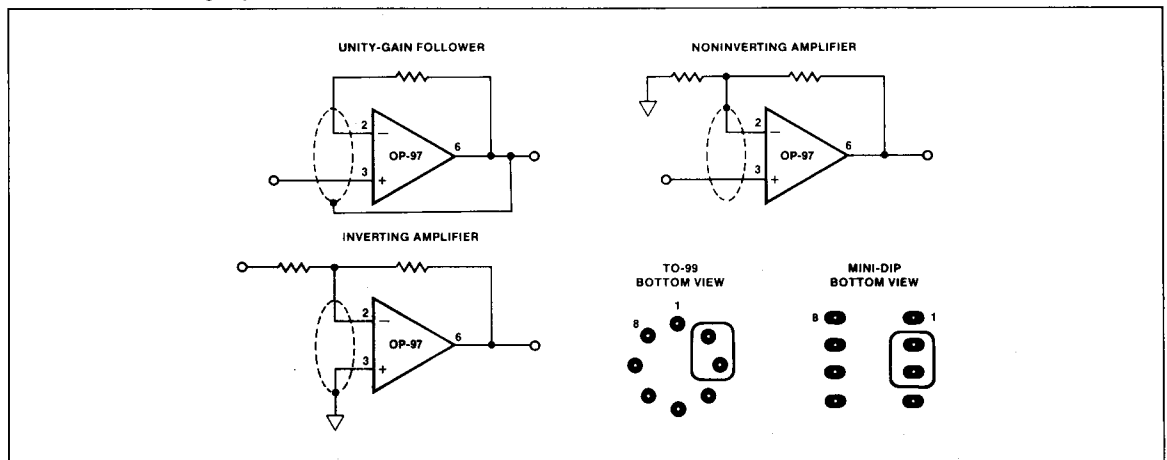 UNITY-GAIN FOLLOWER
2
−
OP-97
6
3
+
NONINVERTING AMPLIFIER
2
−
OP-97
6
3
+
INVERTING AMPLIFIER
2
−
OP-97
6
3
+
TO-99
BOTTOM VIEW
1
8
MINI-DIP
BOTTOM VIEW
8
1